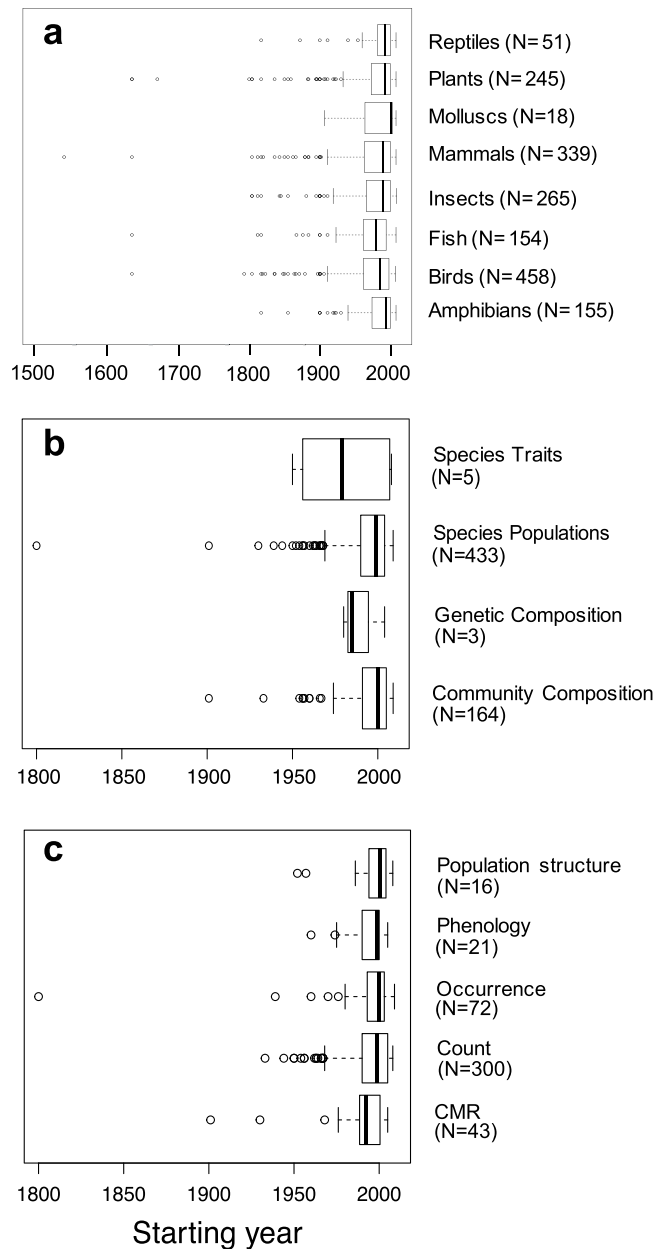 a
Reptiles (N= 51)
Plants (N= 245)
Molluscs (N=18)
Mammals (N= 339)
Insects (N= 265)
Fish (N= 154)
Birds (N= 458)
Amphibians (N= 155)
1500 1600 1700 1800 1900 2000
b
Species Traits
(N=5)
Species Populations
(N=433)
Genetic Composition
(N=3)
Community Composition
(N=164)
1800 1850 1900 1950 2000
c
Population structure
(N=16)
Phenology
(N=21)
Occurrence
(N=72)
Count
(N=300)
CMR
(N=43)
1800 1850 1900 1950 2000
Starting year